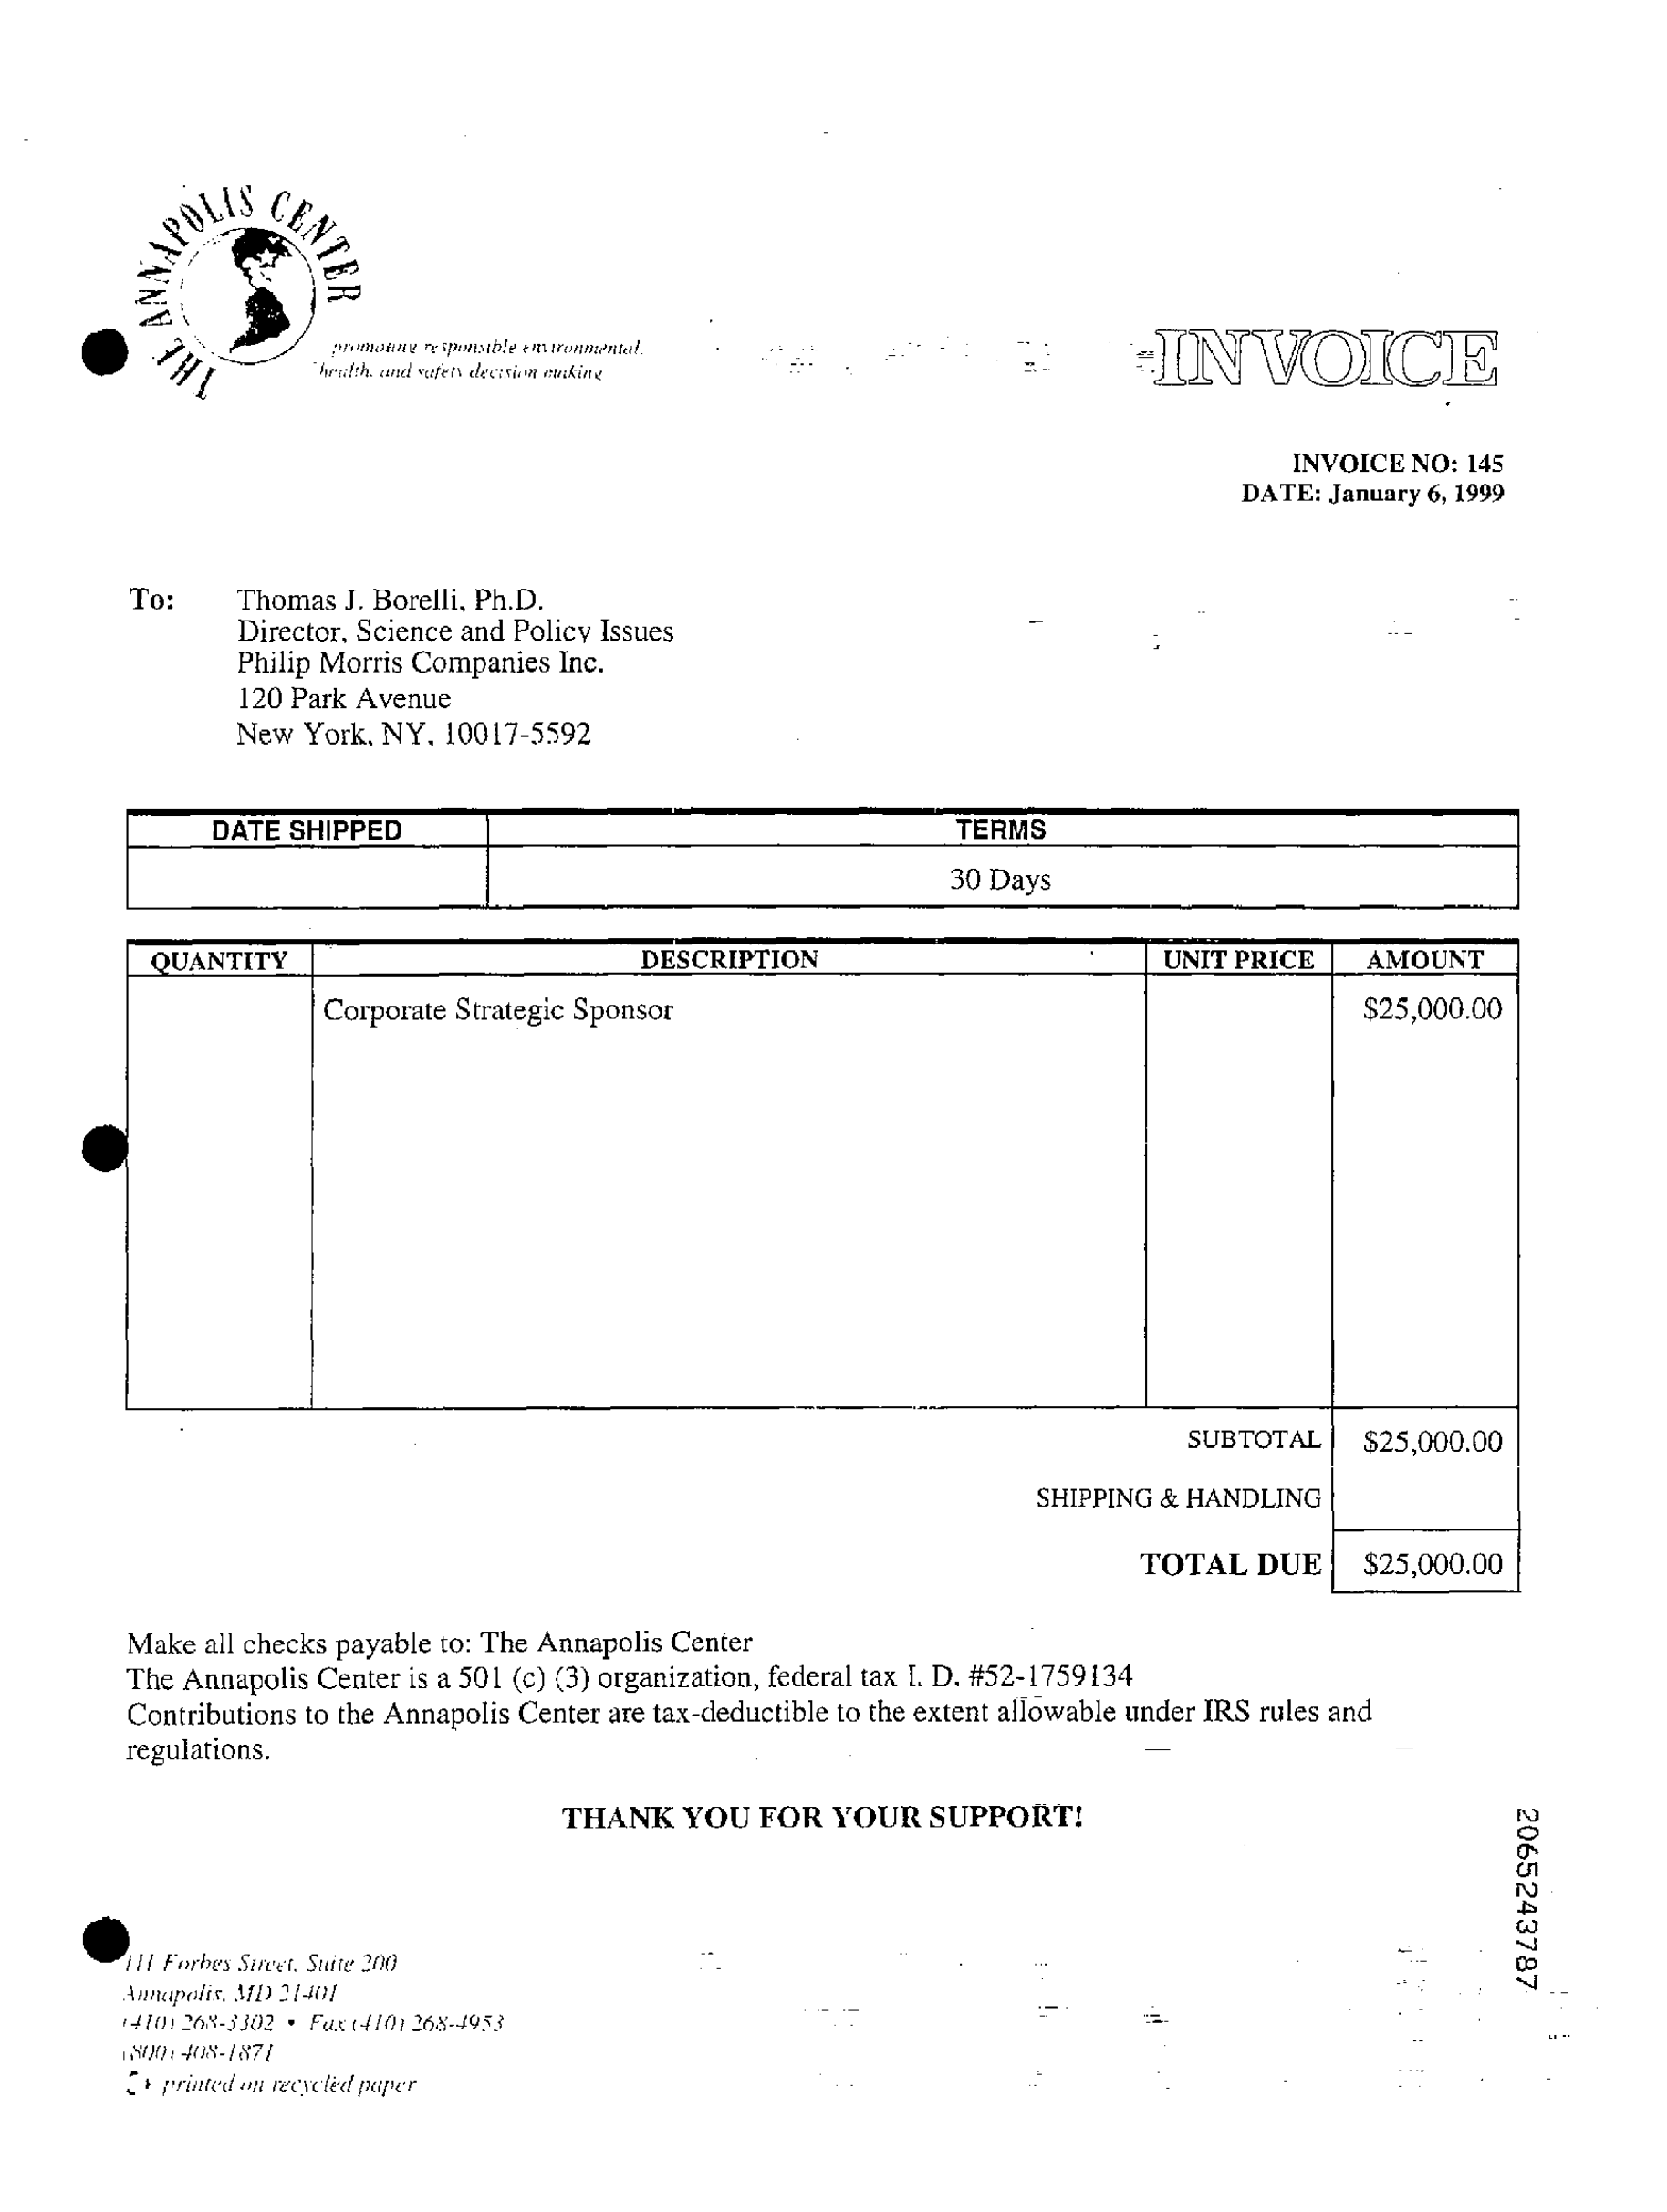 THE ANNAPOLIS CENTER
promoting responsible environmental,
health, and safety decision making
INVOICE
INVOICE NO: 145
DATE: January 6, 1999
To: Thomas J. Borelli, Ph.D.
Director, Science and Policy Issues
Philip Morris Companies Inc.
120 Park Avenue
New York, NY, 10017-5592
DATE SHIPPED TERMS
30 Days
QUANTITY DESCRIPTION UNIT PRICE AMOUNT
Corporate Strategic Sponsor $25,000.00
SUBTOTAL $25,000.00
SHIPPING & HANDLING
TOTAL DUE $25,000.00
Make all checks payable to: The Annapolis Center
The Annapolis Center is a 501 (c) (3) organization, federal tax I. D. #52-1759134
Contributions to the Annapolis Center are tax-deductible to the extent allowable under IRS rules and
regulations.
THANK YOU FOR YOUR SUPPORT!
2065243787
111 Forbes Street, Suite 200
Annapolis, MD 21401
(410) 268-3302 • Fax (410) 268-4953
(800) 408-1871
printed on recycled paper